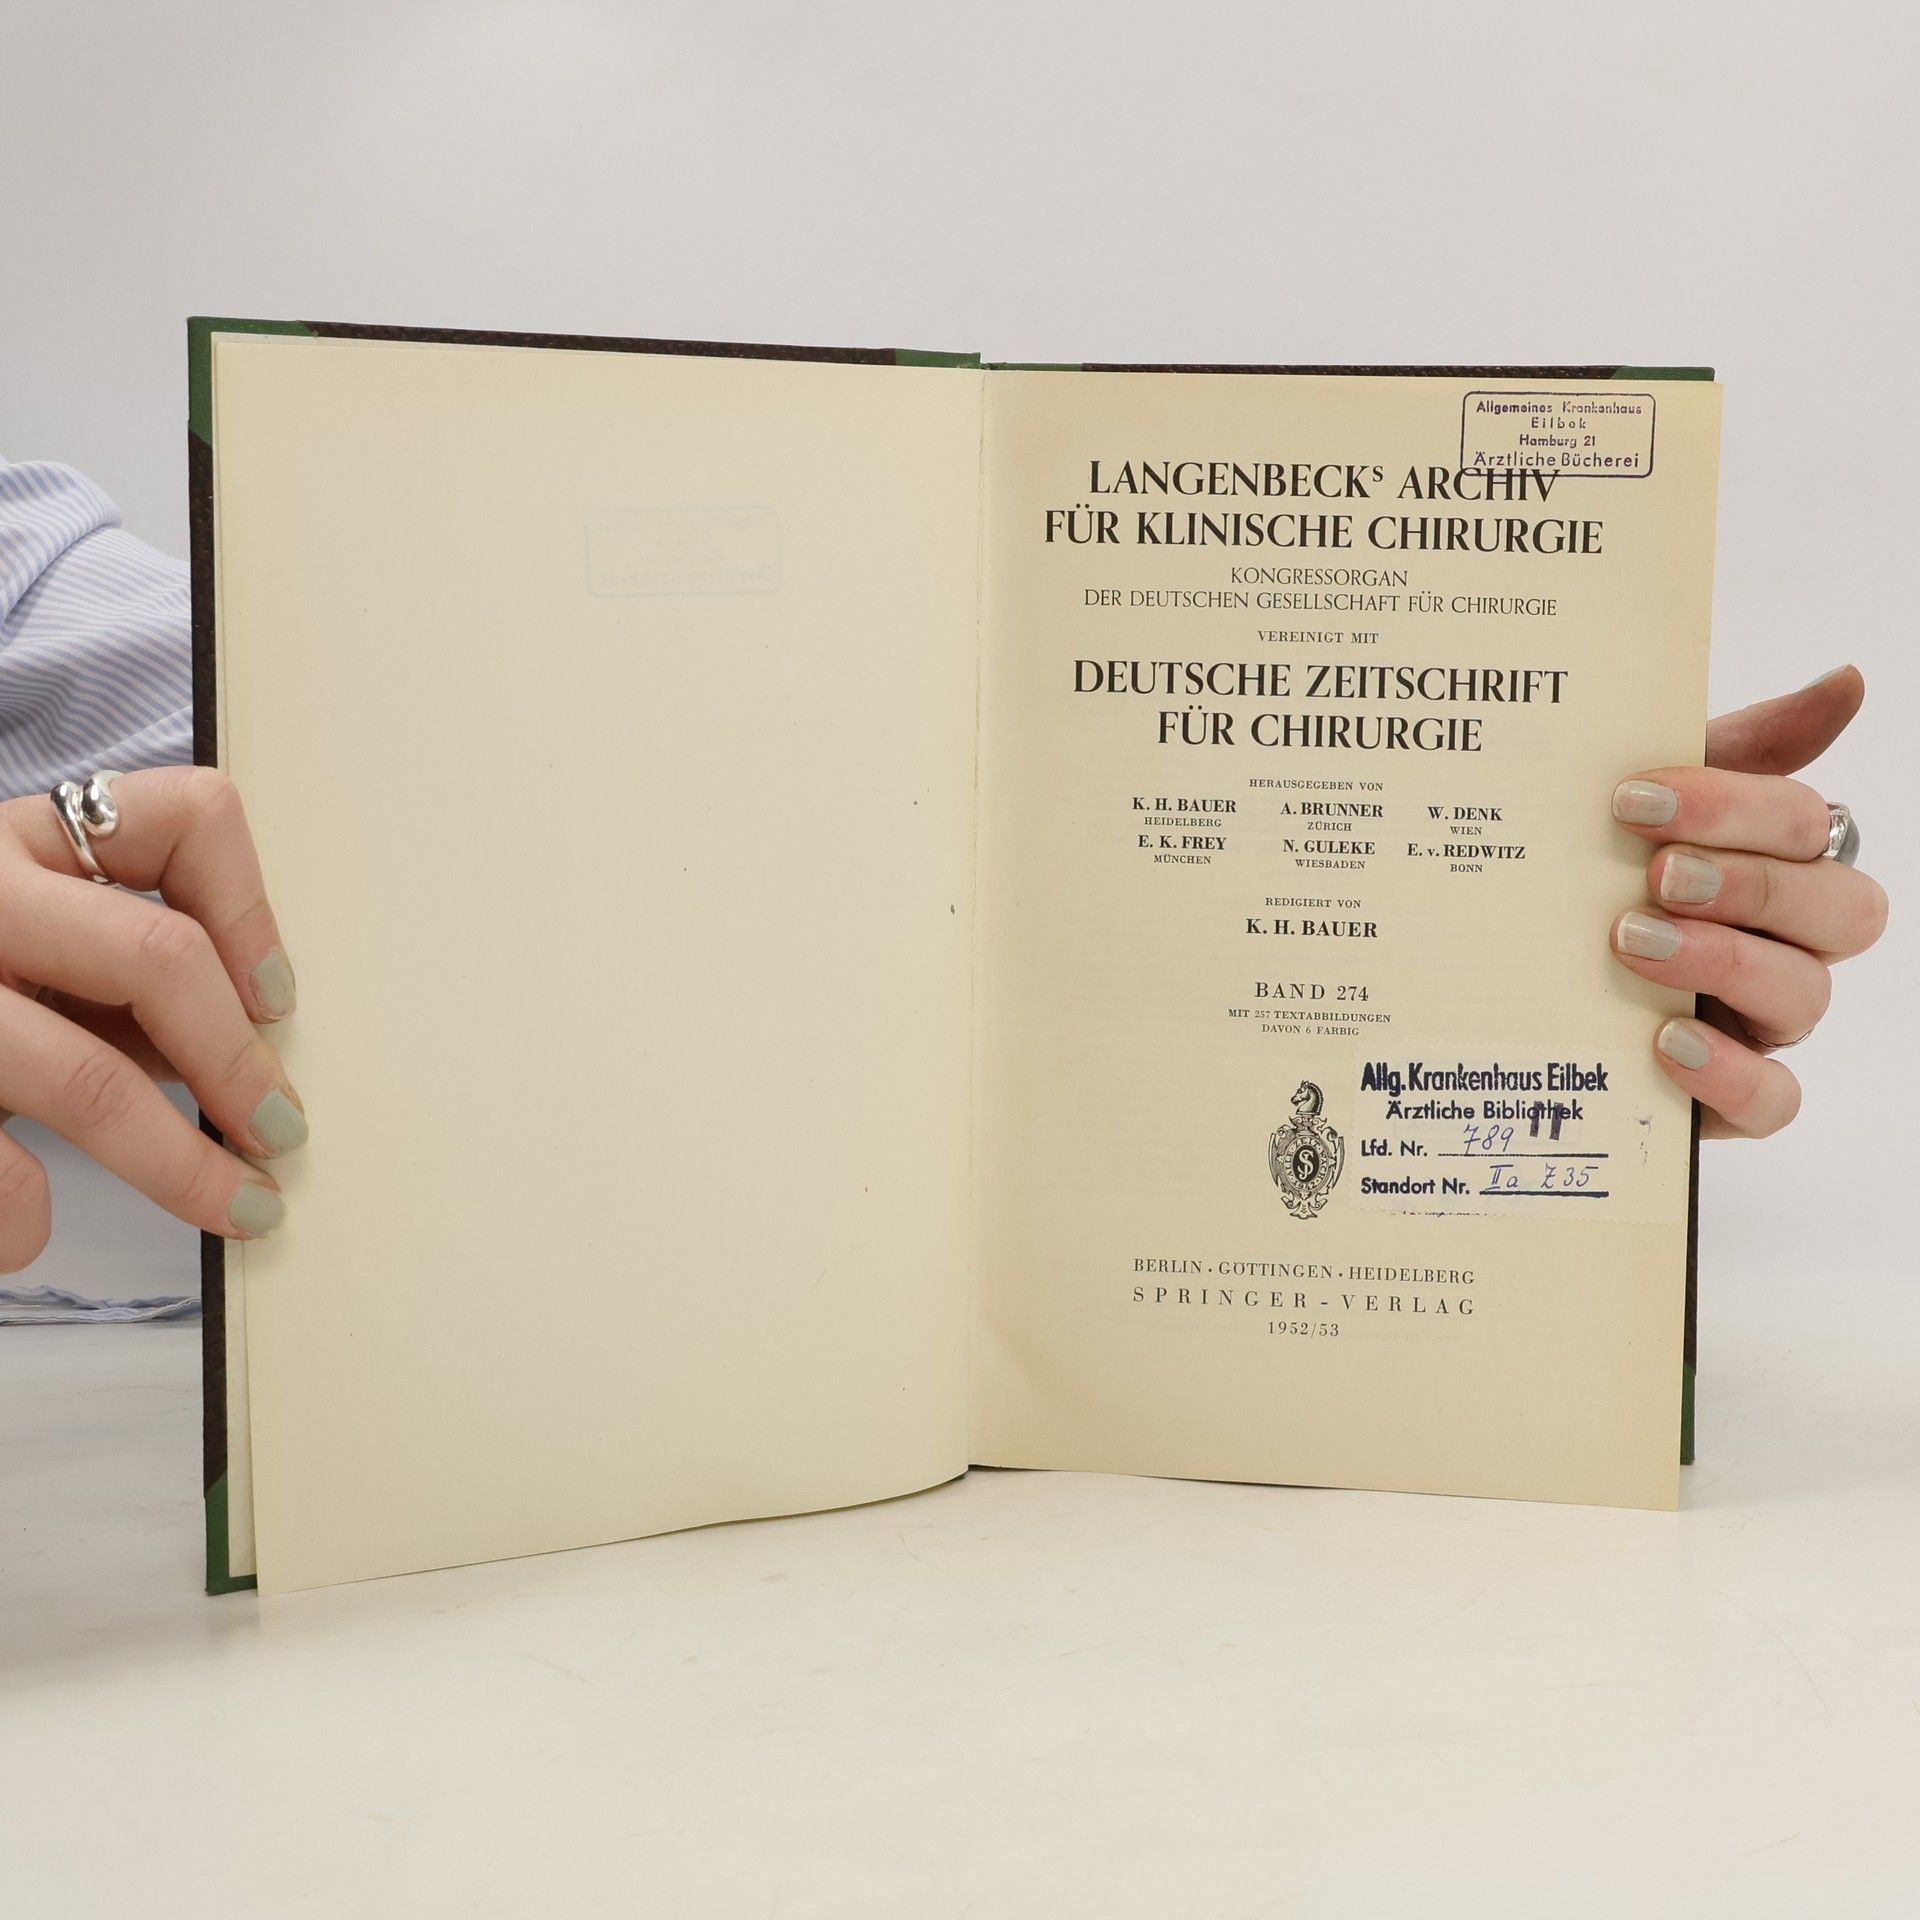 Allgemeines Krankenhaus
Eilbek
Hamburg 21
Ärztliche Bücherei
LANGENBECKs ARCHIV
FÜR KLINISCHE CHIRURGIE
KONGRESSORGAN
DER DEUTSCHEN GESELLSCHAFT FÜR CHIRURGIE
VEREINIGT MIT
DEUTSCHE ZEITSCHRIFT
FÜR CHIRURGIE
HERAUSGEGEBEN VON
K. H. BAUER A. BRUNNER W. DENK
HEIDELBERG ZÜRICH WIEN
E. K. FREY N. GULEKE E. v. REDWITZ
MÜNCHEN WIESBADEN BONN
REDIGIERT VON
K. H. BAUER
BAND 274
MIT 257 TEXTABBILDUNGEN
DAVON 6 FARBIG
Allg. Krankenhaus Eilbek
Ärztliche Bibliothek
Lfd. Nr. 789
Standort Nr. IIa Z 35
BERLIN · GÖTTINGEN · HEIDELBERG
SPRINGER-VERLAG
1952/53